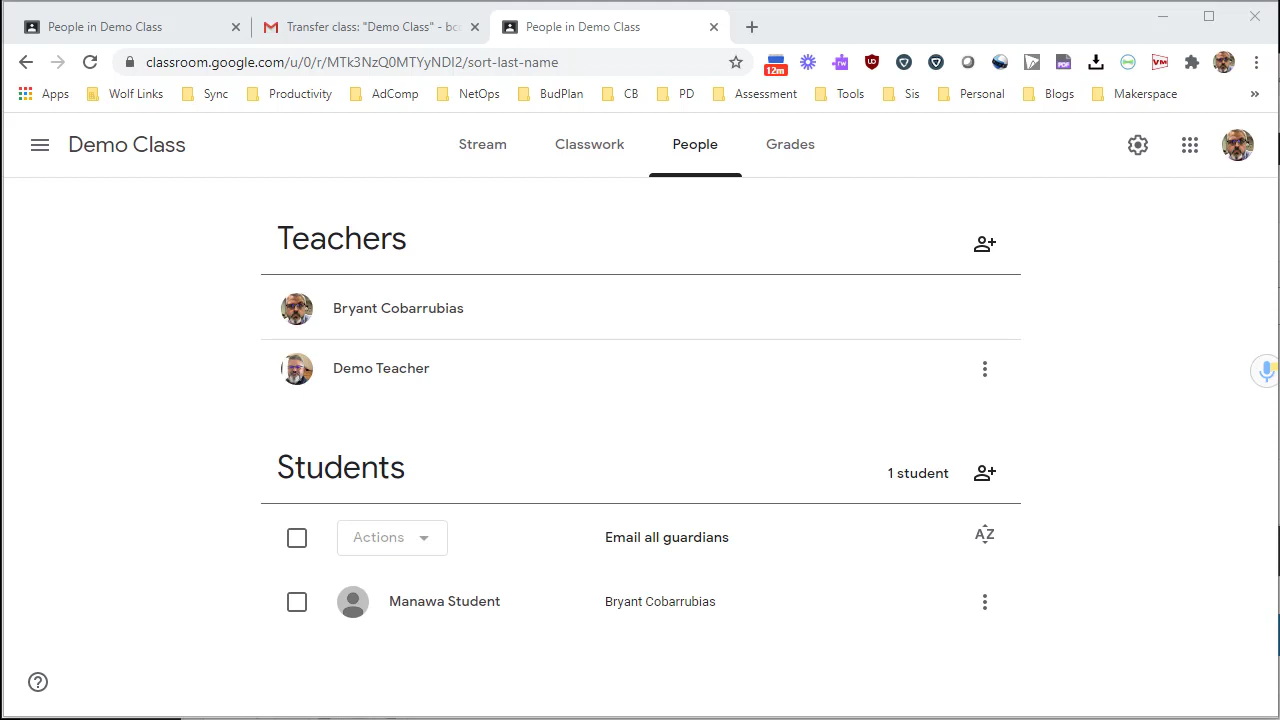 People in Demo Class
Transfer class: "Demo Class" - bco
People in Demo Class
classroom.google.com/u/0/r/MTk3NzQ0MTYyNDI2/sort-last-name
12m
Apps
Wolf Links
Sync
Productivity
AdComp
NetOps
BudPlan
CB
PD
Assessment
Tools
Sis
Personal
Blogs
Makerspace
Demo Class
Stream
Classwork
People
Grades
Teachers
Bryant Cobarrubias
Demo Teacher
Students
1 student
Actions
Email all guardians
AZ
Manawa Student
Bryant Cobarrubias